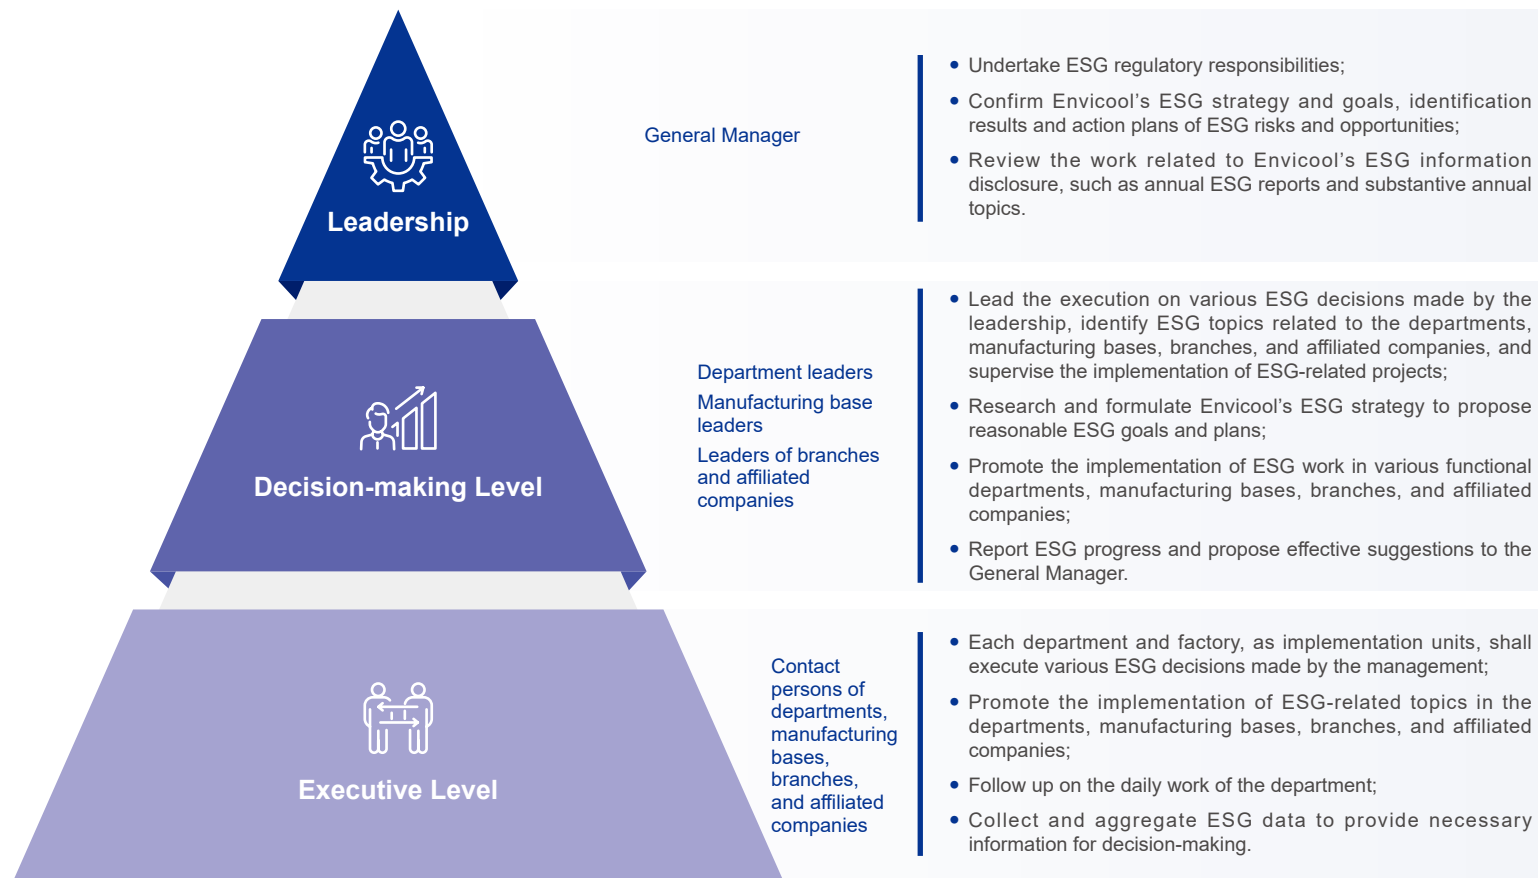 Leadership
General Manager
• Undertake ESG regulatory responsibilities;
• Confirm Envicool’s ESG strategy and goals, identification
results and action plans of ESG risks and opportunities;
• Review the work related to Envicool’s ESG information
disclosure, such as annual ESG reports and substantive annual
topics.
Decision-making Level
Department leaders
Manufacturing base
leaders
Leaders of branches
and affiliated
companies
• Lead the execution on various ESG decisions made by the
leadership, identify ESG topics related to the departments,
manufacturing bases, branches, and affiliated companies, and
supervise the implementation of ESG-related projects;
• Research and formulate Envicool’s ESG strategy to propose
reasonable ESG goals and plans;
• Promote the implementation of ESG work in various functional
departments, manufacturing bases, branches, and affiliated
companies;
• Report ESG progress and propose effective suggestions to the
General Manager.
Executive Level
Contact
persons of
departments,
manufacturing
bases,
branches,
and affiliated
companies
• Each department and factory, as implementation units, shall
execute various ESG decisions made by the management;
• Promote the implementation of ESG-related topics in the
departments, manufacturing bases, branches, and affiliated
companies;
• Follow up on the daily work of the department;
• Collect and aggregate ESG data to provide necessary
information for decision-making.